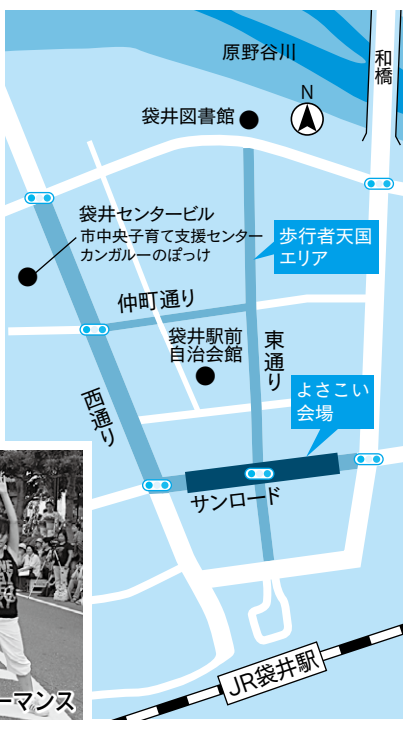 原野谷川
和橋
N
袋井図書館
袋井センタービル
市中央子育て支援センター
カンガルーのぽっけ
歩行者天国
エリア
仲町通り
袋井駅前
自治会館
東通り
よさこい
会場
西通り
サンロード
JR袋井駅
ーマンス